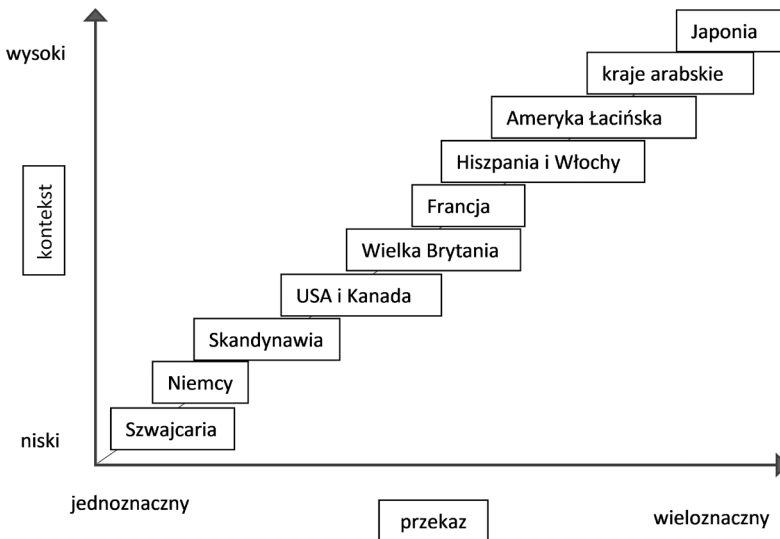 wysoki
Japonia
kraje arabskie
Ameryka Łacińska
Hiszpania i Włochy
kontekst
Francja
Wielka Brytania
USA i Kanada
Skandynawia
Niemcy
Szwajcaria
niski
jednoznaczny
przekaz
wieloznaczny